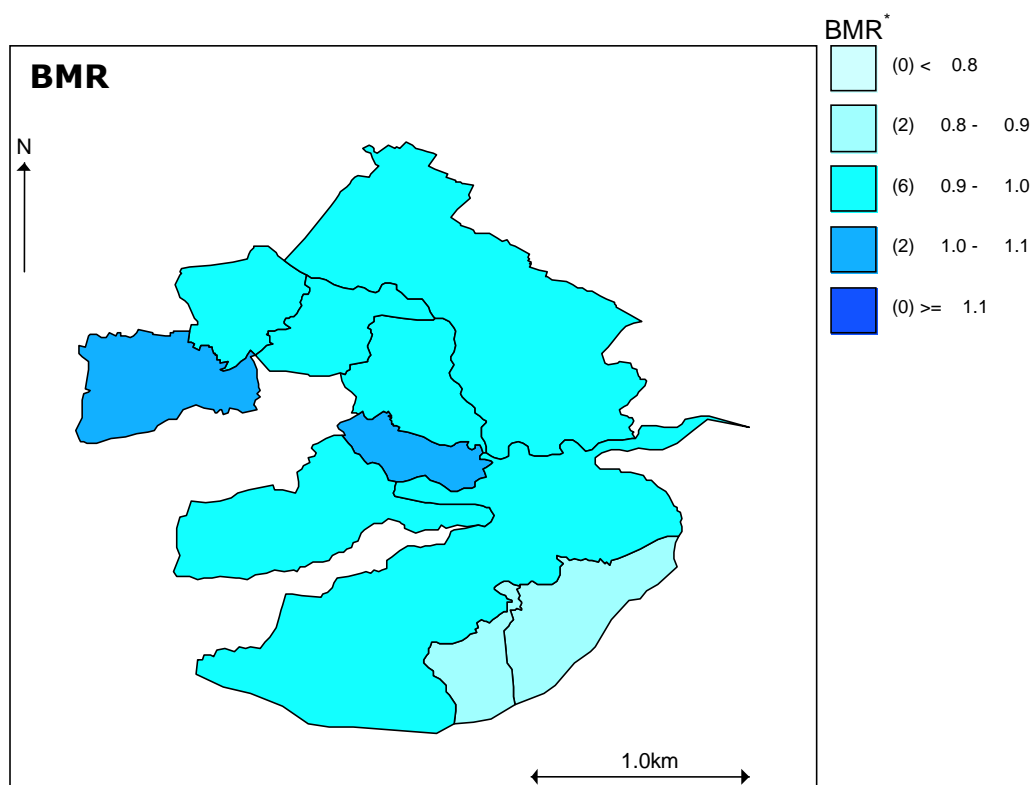 BMR
N
1.0km
BMR*
(0) < 0.8
(2) 0.8 - 0.9
(6) 0.9 - 1.0
(2) 1.0 - 1.1
(0) >= 1.1